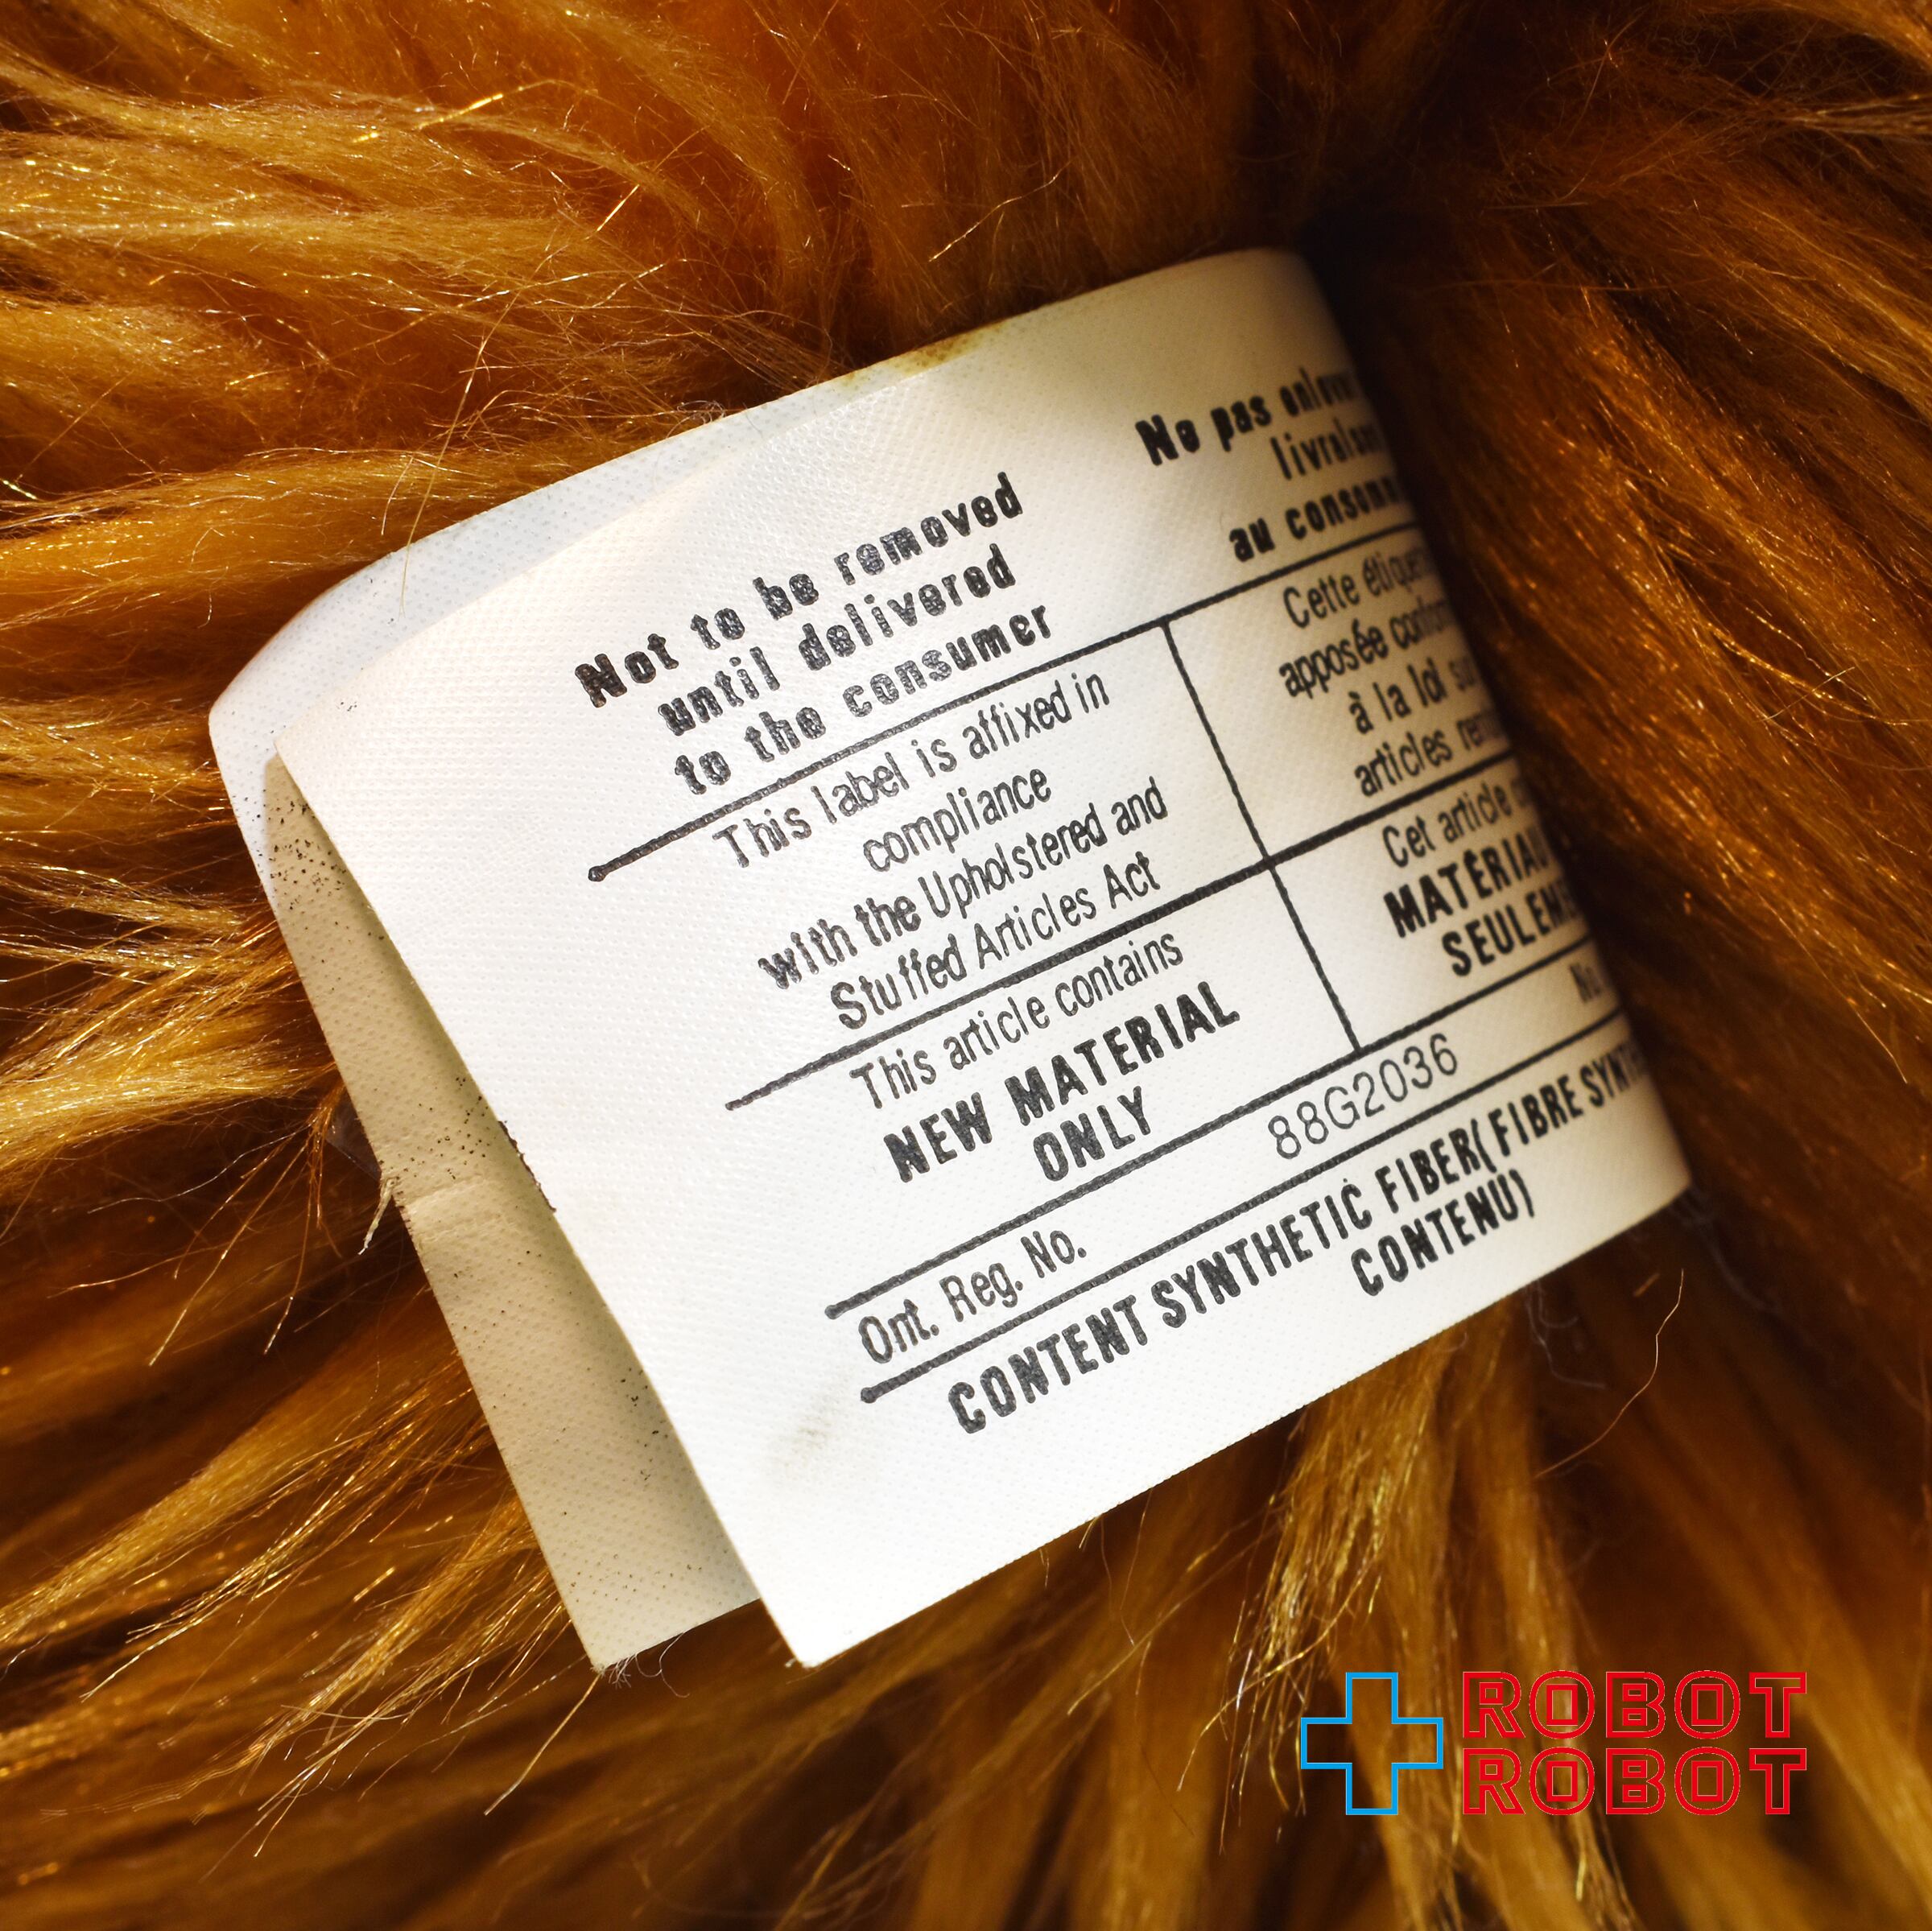 Not to be removed
until delivered
to the consumer
This label is affixed in
compliance
with the Upholstered and
Stuffed Articles Act
This article contains
NEW MATERIAL
ONLY
Ne pas
au
Cette
apposée
à la loi
articles
Cet article
Ont. Reg. No. 88G2036
CONTENT SYNTHETIC FIBER(FIBRE
CONTENU)
ROBOT
ROBOT